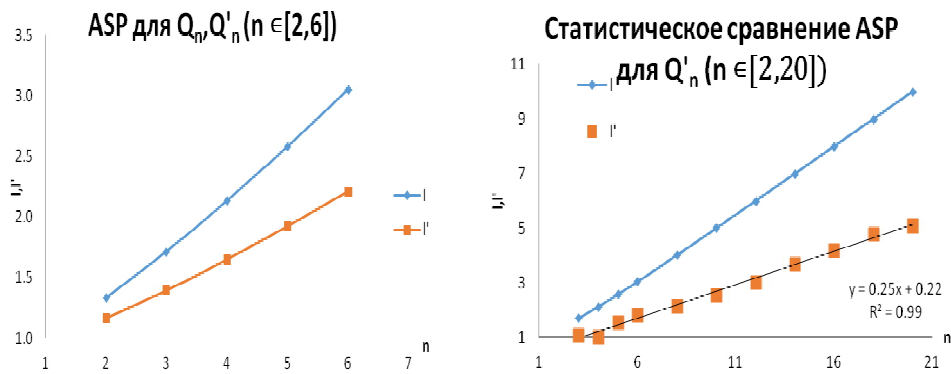 ASP для Qn,Q'n (n ∈[2,6])
3.5
3.0
2.5
2.0
1.5
1.0
l,l'
1
2
3
4
5
6
7
n
l
l'
Статистическое сравнение ASP
для Q'n (n ∈[2,20])
11
9
7
5
3
1
l,l'
l
l'
y = 0.25x + 0.22
R² = 0.99
1
6
11
16
21
n